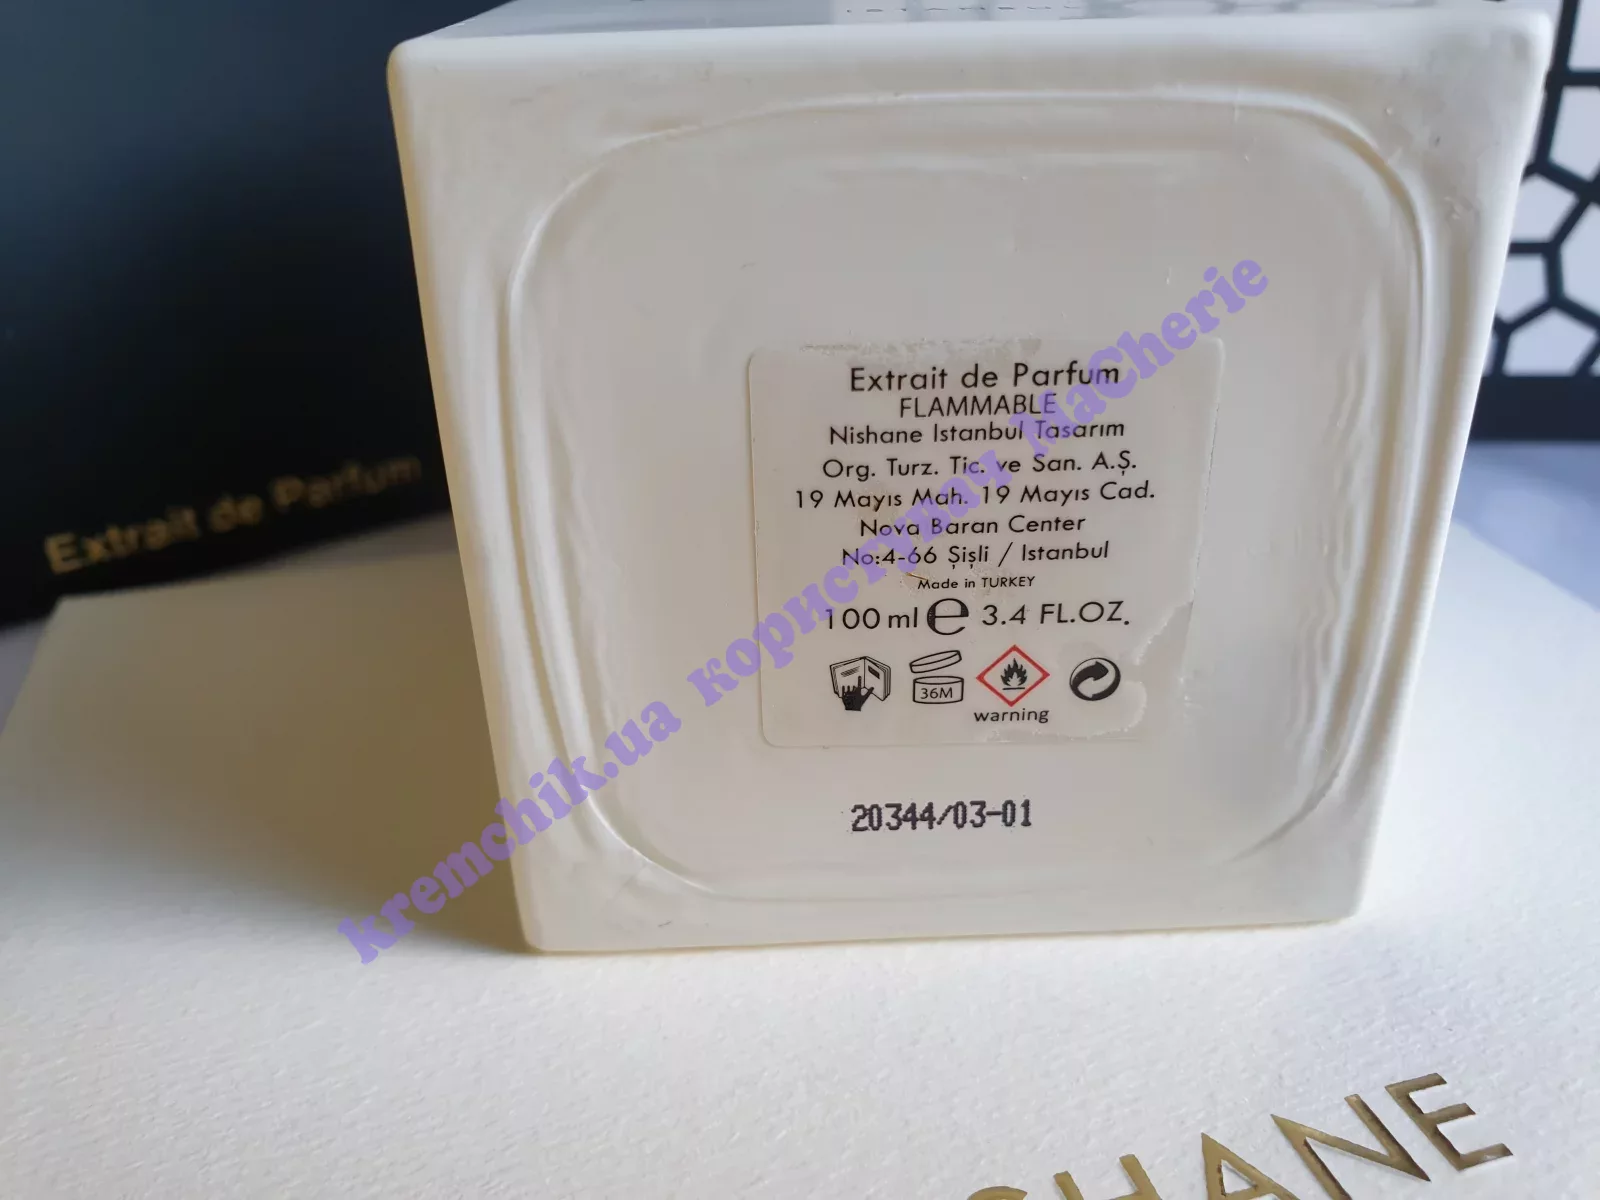 Extrait de Parfum
FLAMMABLE
Nishane Istanbul Tasarım
Org. Turz. Tic. ve San. A.Ş.
19 Mayıs Mah. 19 Mayıs Cad.
Nova Baran Center
No:4-66 Şişli / Istanbul
Made in TURKEY
100 ml e 3.4 FL.OZ.
36M
warning
20344/03-01
Extrait de Parfum
kremchik.ua користувач MaCherie
SHANE